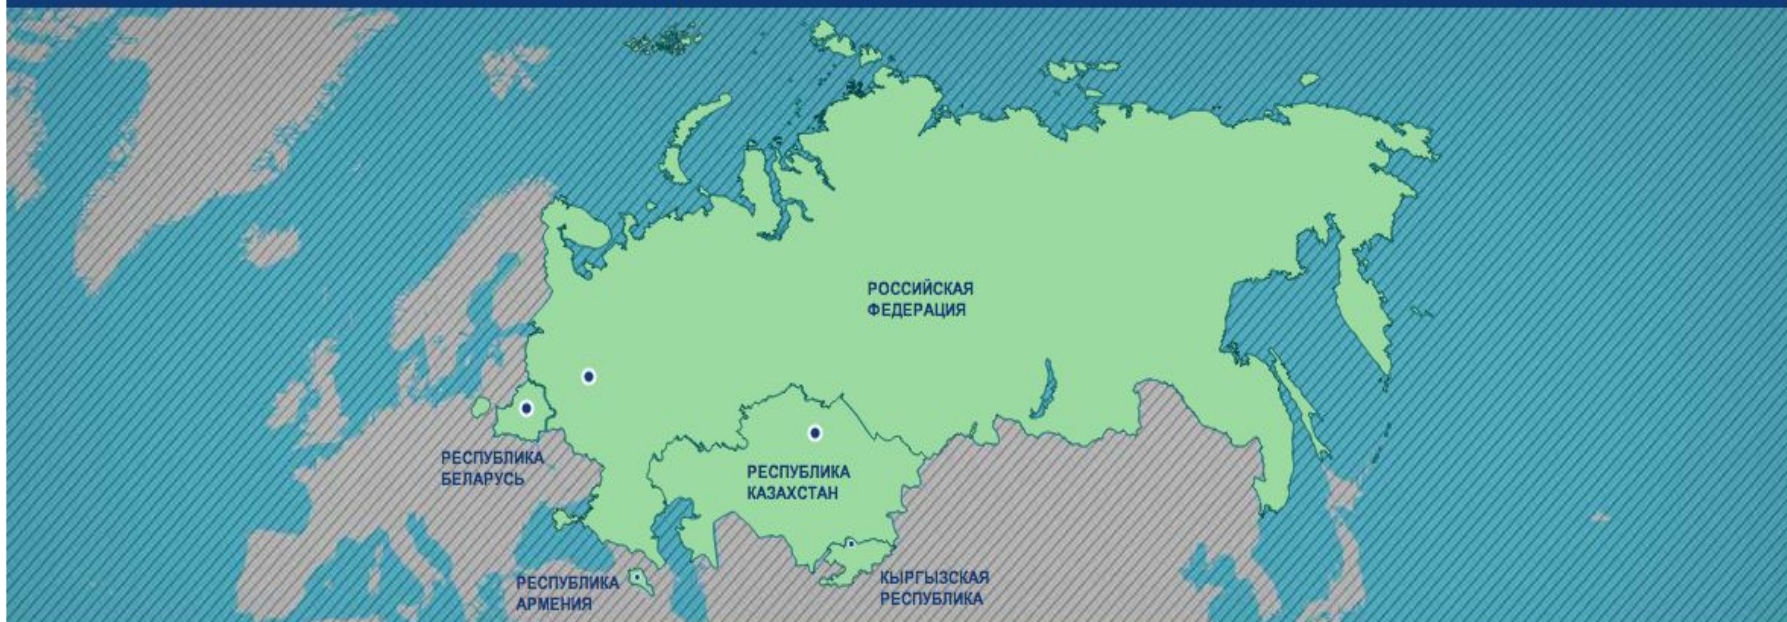 РОССИЙСКАЯ
ФЕДЕРАЦИЯ
РЕСПУБЛИКА
БЕЛАРУСЬ
РЕСПУБЛИКА
КАЗАХСТАН
РЕСПУБЛИКА
АРМЕНИЯ
КЫРГЫЗСКАЯ
РЕСПУБЛИКА